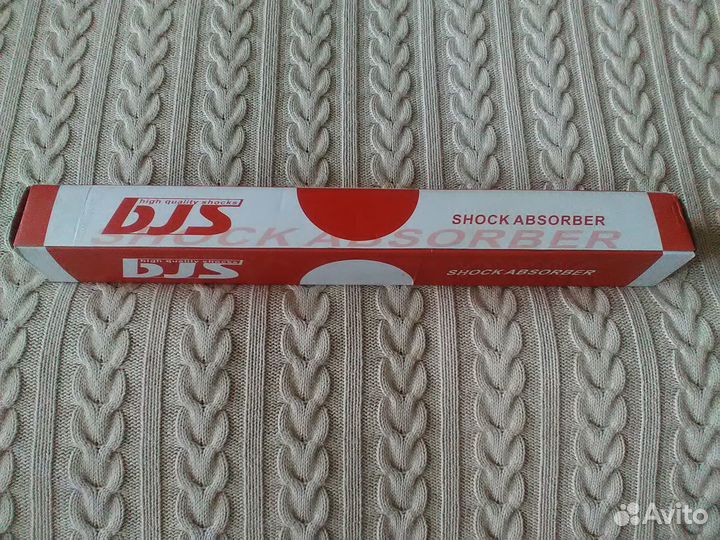 high quality shocks
bJS
SHOCK ABSORBER
SHOCK ABSORBER
high quality shocks
bJS
SHOCK ABSORBER
Avito